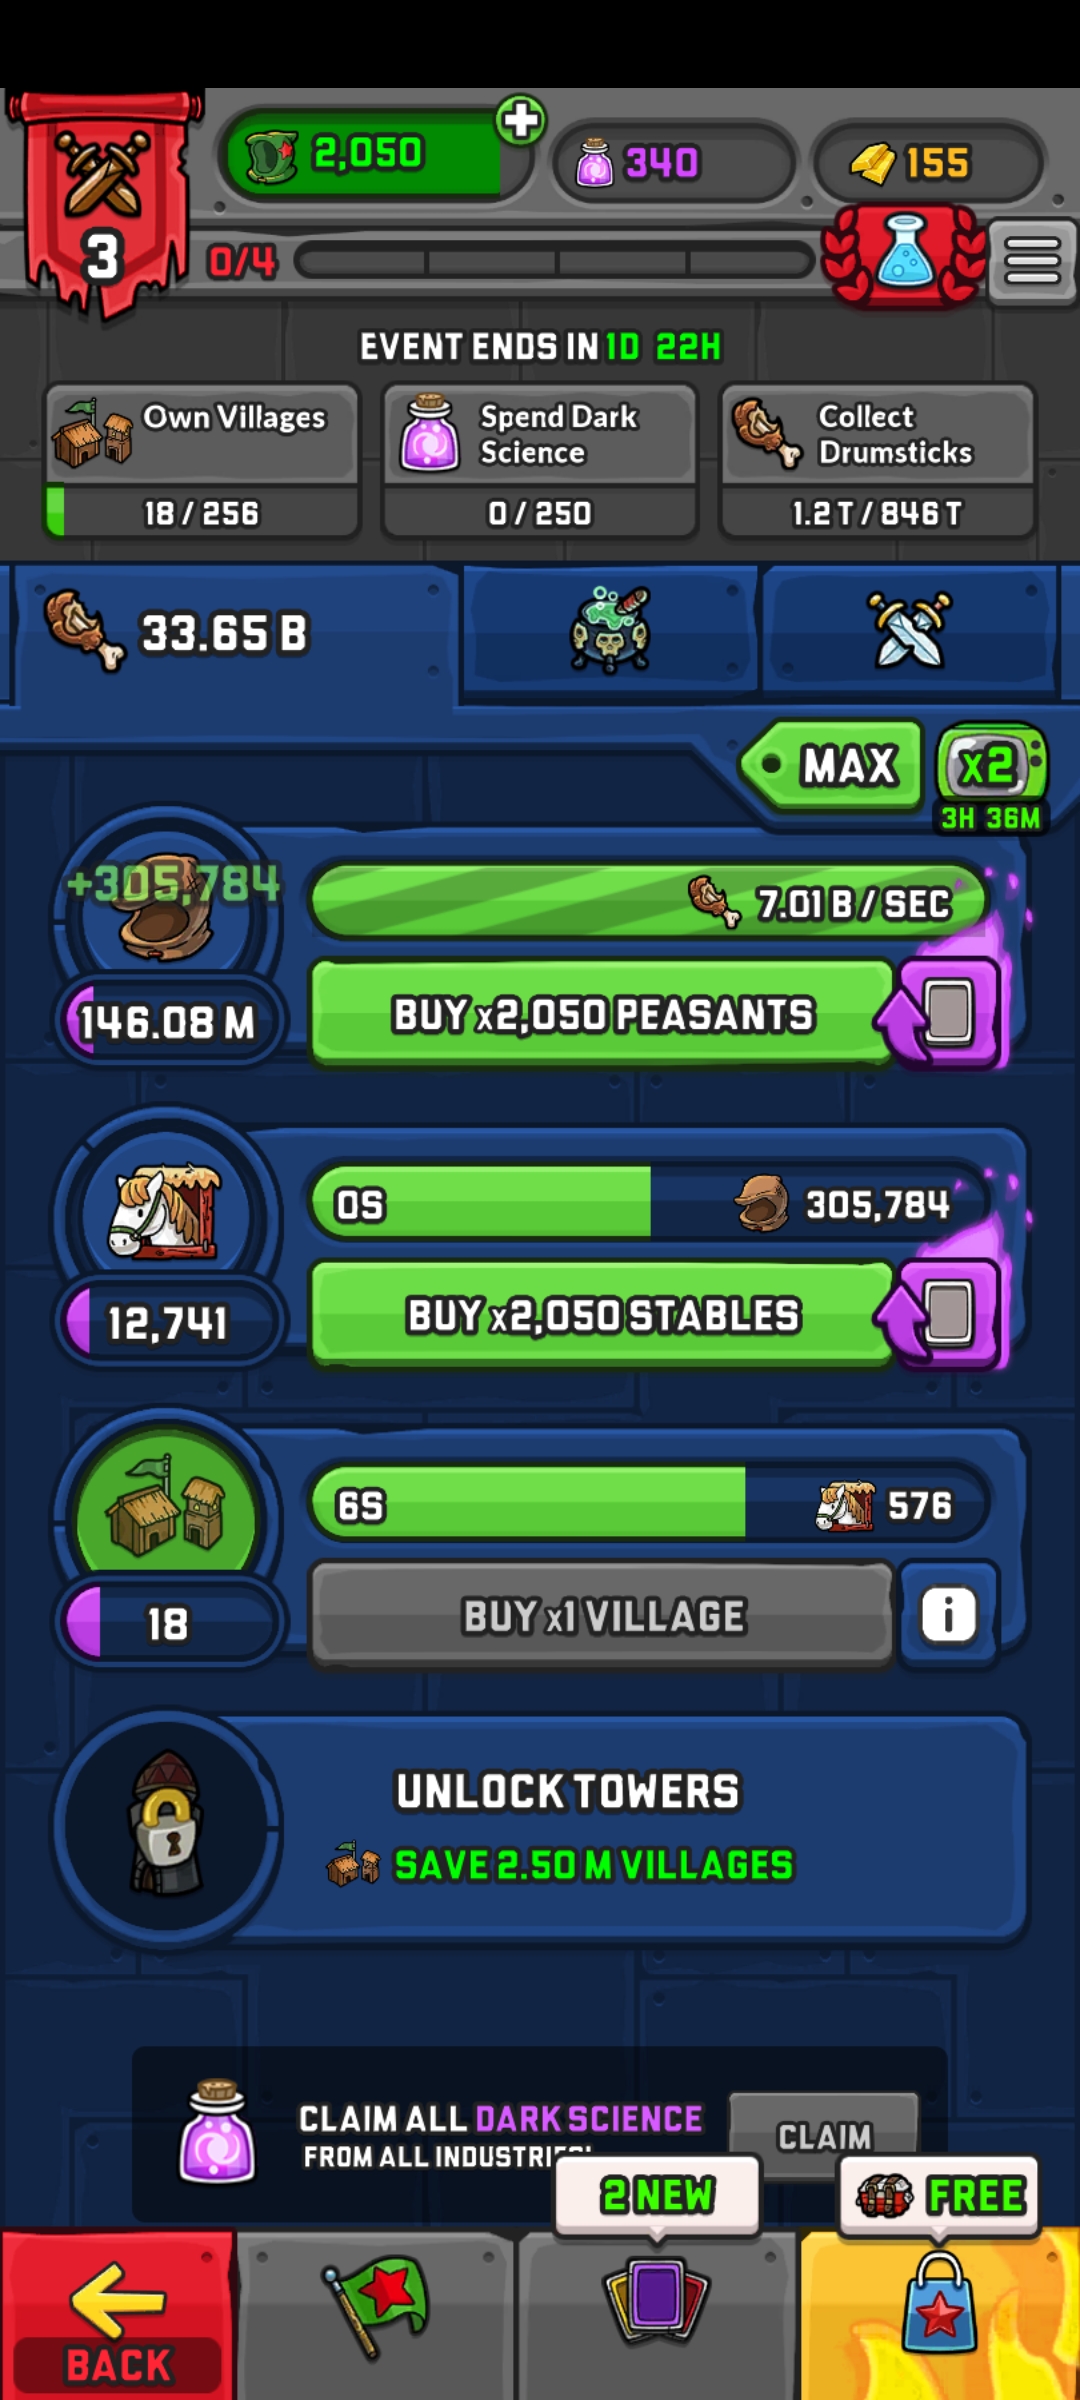 2,050
340
155
3
0/4
EVENT ENDS IN 1D 22H
Own Villages
18 / 256
Spend Dark
Science
0 / 250
Collect
Drumsticks
1.2 T / 846 T
33.65 B
MAX
x2
3H 36M
+305,784
7.01 B / SEC
146.08 M
BUY x2,050 PEASANTS
0S
305,784
12,741
BUY x2,050 STABLES
6S
576
18
BUY x1 VILLAGE
i
UNLOCK TOWERS
SAVE 2.50 M VILLAGES
CLAIM ALL DARK SCIENCE
FROM ALL INDUSTRIES!
CLAIM
2 NEW
FREE
BACK